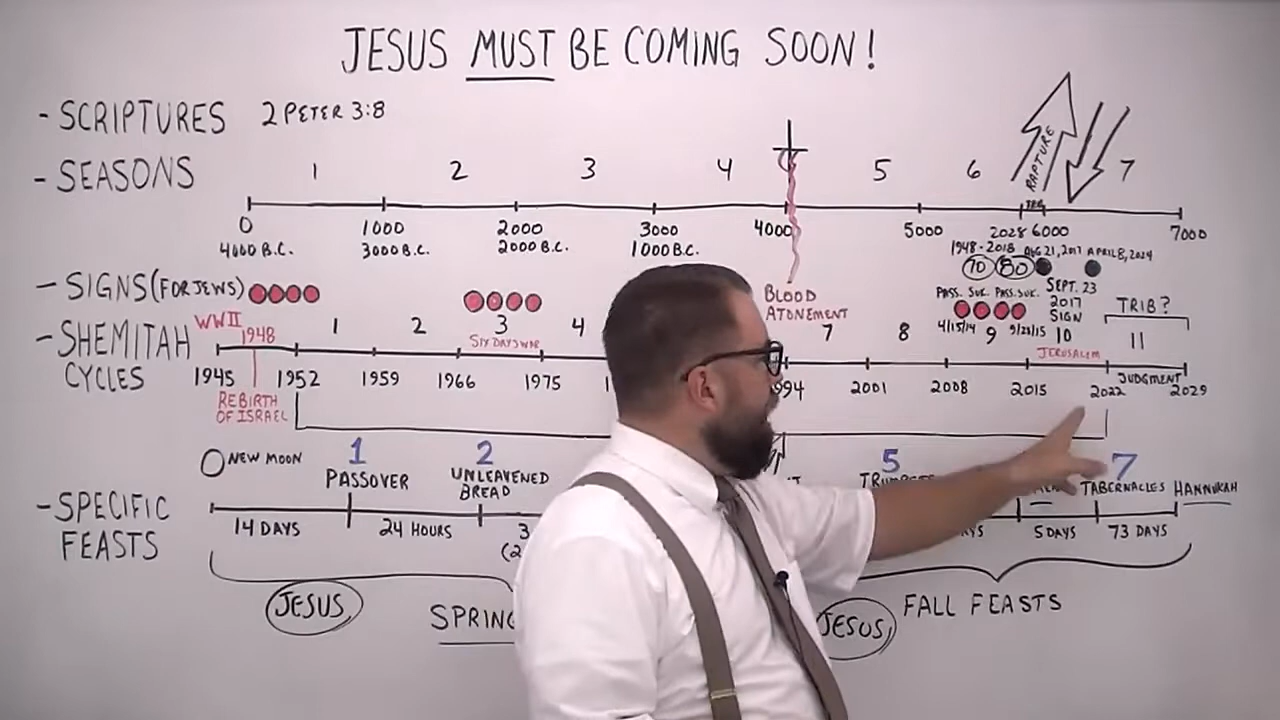 JESUS MUST BE COMING SOON!
- SCRIPTURES 2 PETER 3:8
- SEASONS 1 2 3 4 5 6 RAPTURE 7
0 1000 2000 3000 4000 5000 2028 6000 7000
4000 B.C. 3000 B.C. 2000 B.C. 1000 B.C.
1948 - 2018 AUG 21, 2017 APRIL 8, 2024
70 80
- SIGNS (FOR JEWS)
BLOOD
ATONEMENT
PASS. SUK. PASS. SUK.
4/15/14 9/28/15
SEPT. 23
2017
SIGN
TRIB?
- SHEMITAH
CYCLES
WWII 1948 1 2 3 4 7 8 9 10 11
SIX DAYS WAR JERUSALEM
1945 1952 1959 1966 1975 994 2001 2008 2015 2022 2029
JUDGMENT
REBIRTH
OF ISRAEL
NEW MOON
1 2 5 7
PASSOVER UNLEAVENED
BREAD
TABERNACLES HANNUKAH
- SPECIFIC
FEASTS
14 DAYS 24 HOURS 3 5 DAYS 73 DAYS
(2
JESUS SPRING JESUS FALL FEASTS